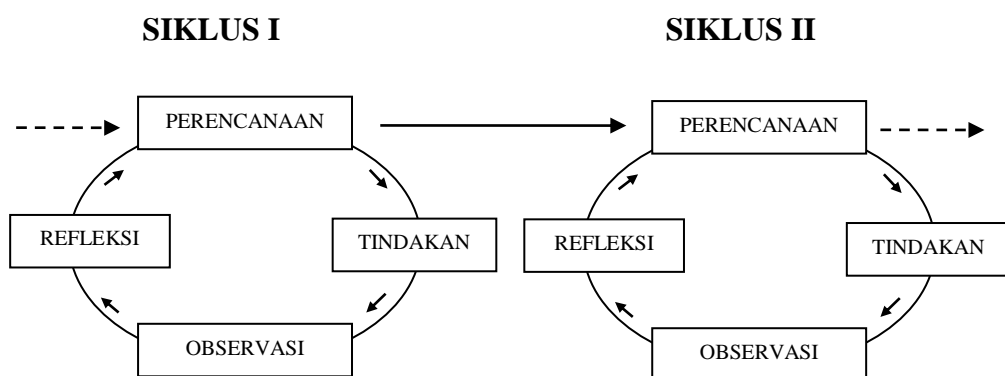 SIKLUS I
SIKLUS II
PERENCANAAN
PERENCANAAN
REFLEKSI
TINDAKAN
REFLEKSI
TINDAKAN
OBSERVASI
OBSERVASI